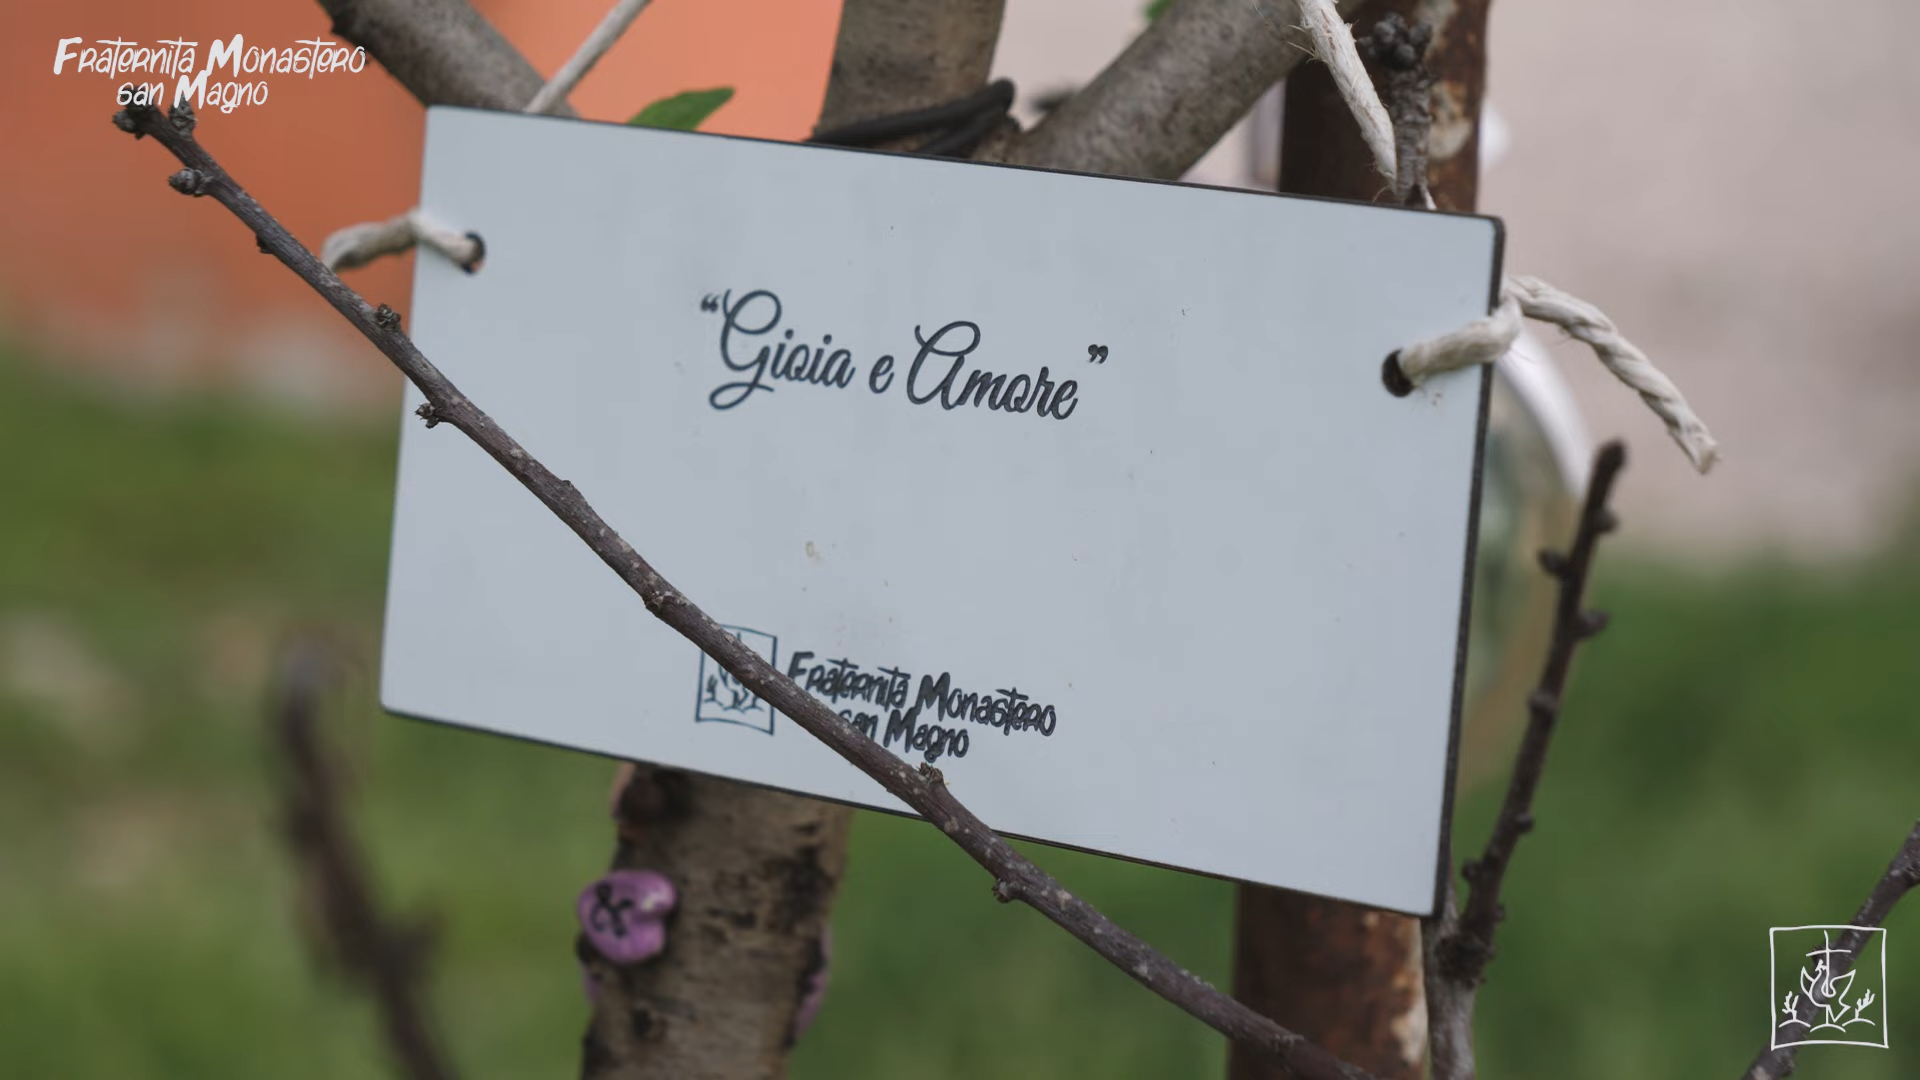 Fraternità Monastero
san Magno
“Gioia e Amore”
Fraternità Monastero
san Magno